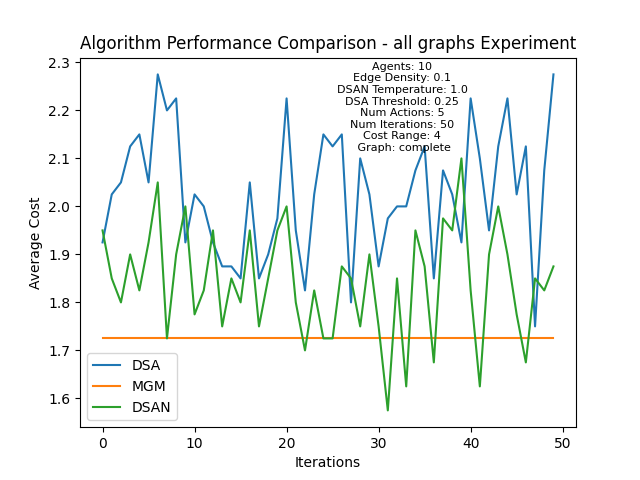 Algorithm Performance Comparison - all graphs Experiment
Agents: 10
Edge Density: 0.1
DSAN Temperature: 1.0
DSA Threshold: 0.25
Num Actions: 5
Num Iterations: 50
Cost Range: 4
Graph: complete
2.3
2.2
2.1
2.0
1.9
1.8
1.7
1.6
Average Cost
DSA
MGM
DSAN
0
10
20
30
40
50
Iterations